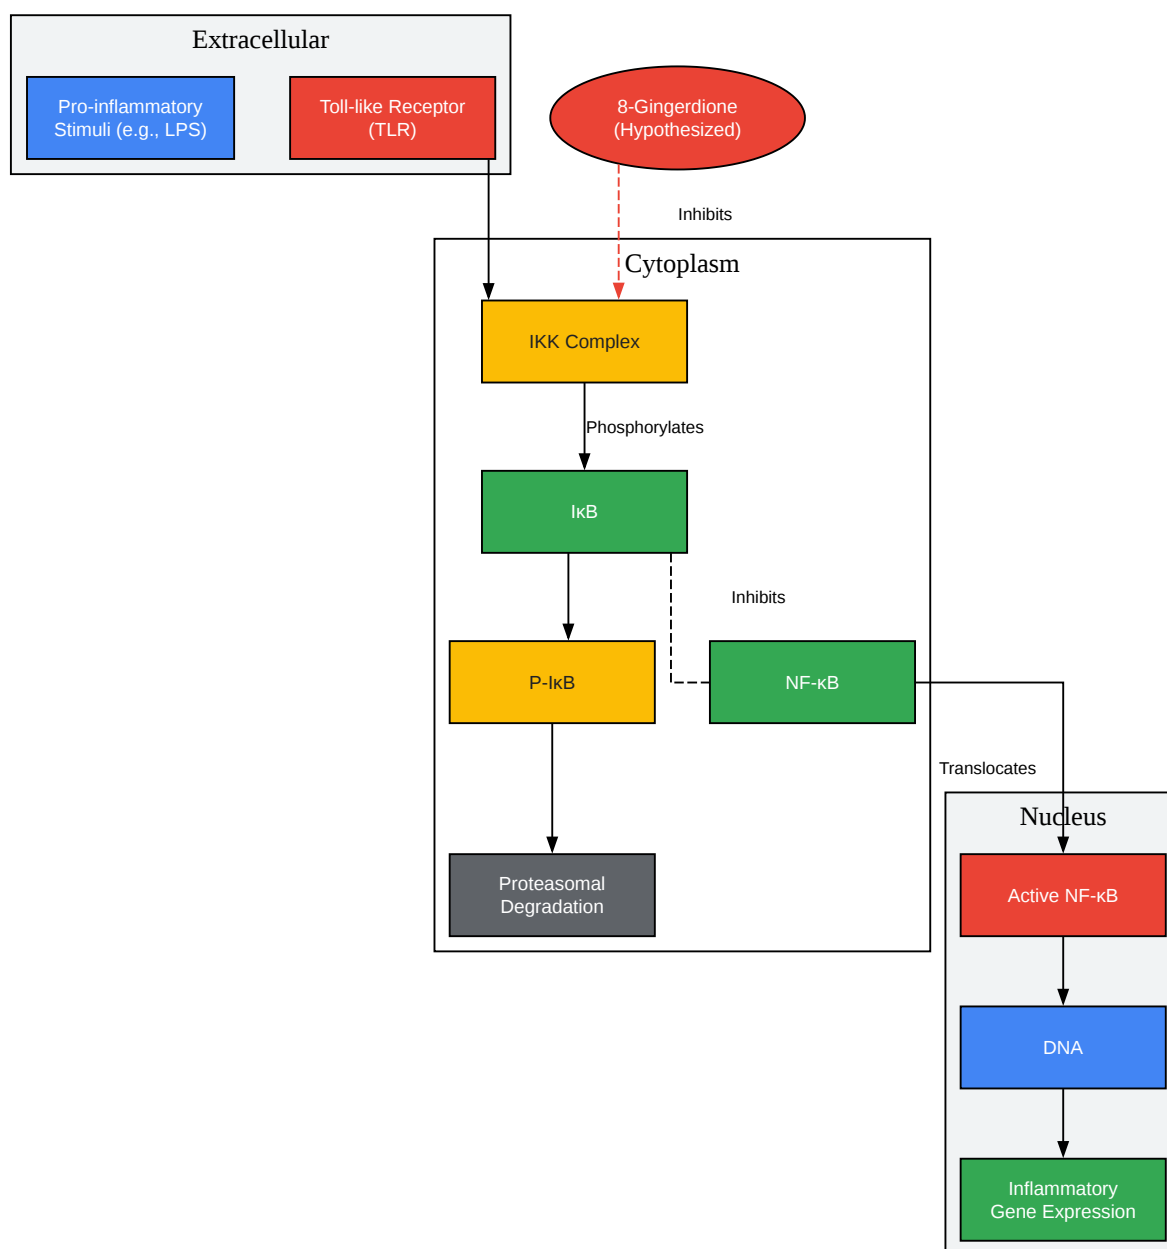 Extracellular
Pro-inflammatory
Stimuli (e.g., LPS)
Toll-like Receptor
(TLR)
8-Gingerdione
(Hypothesized)
Inhibits
Cytoplasm
IKK Complex
Phosphorylates
IκB
Inhibits
P-IκB
NF-κB
Translocates
Nucleus
Proteasomal
Degradation
Active NF-κB
DNA
Inflammatory
Gene Expression